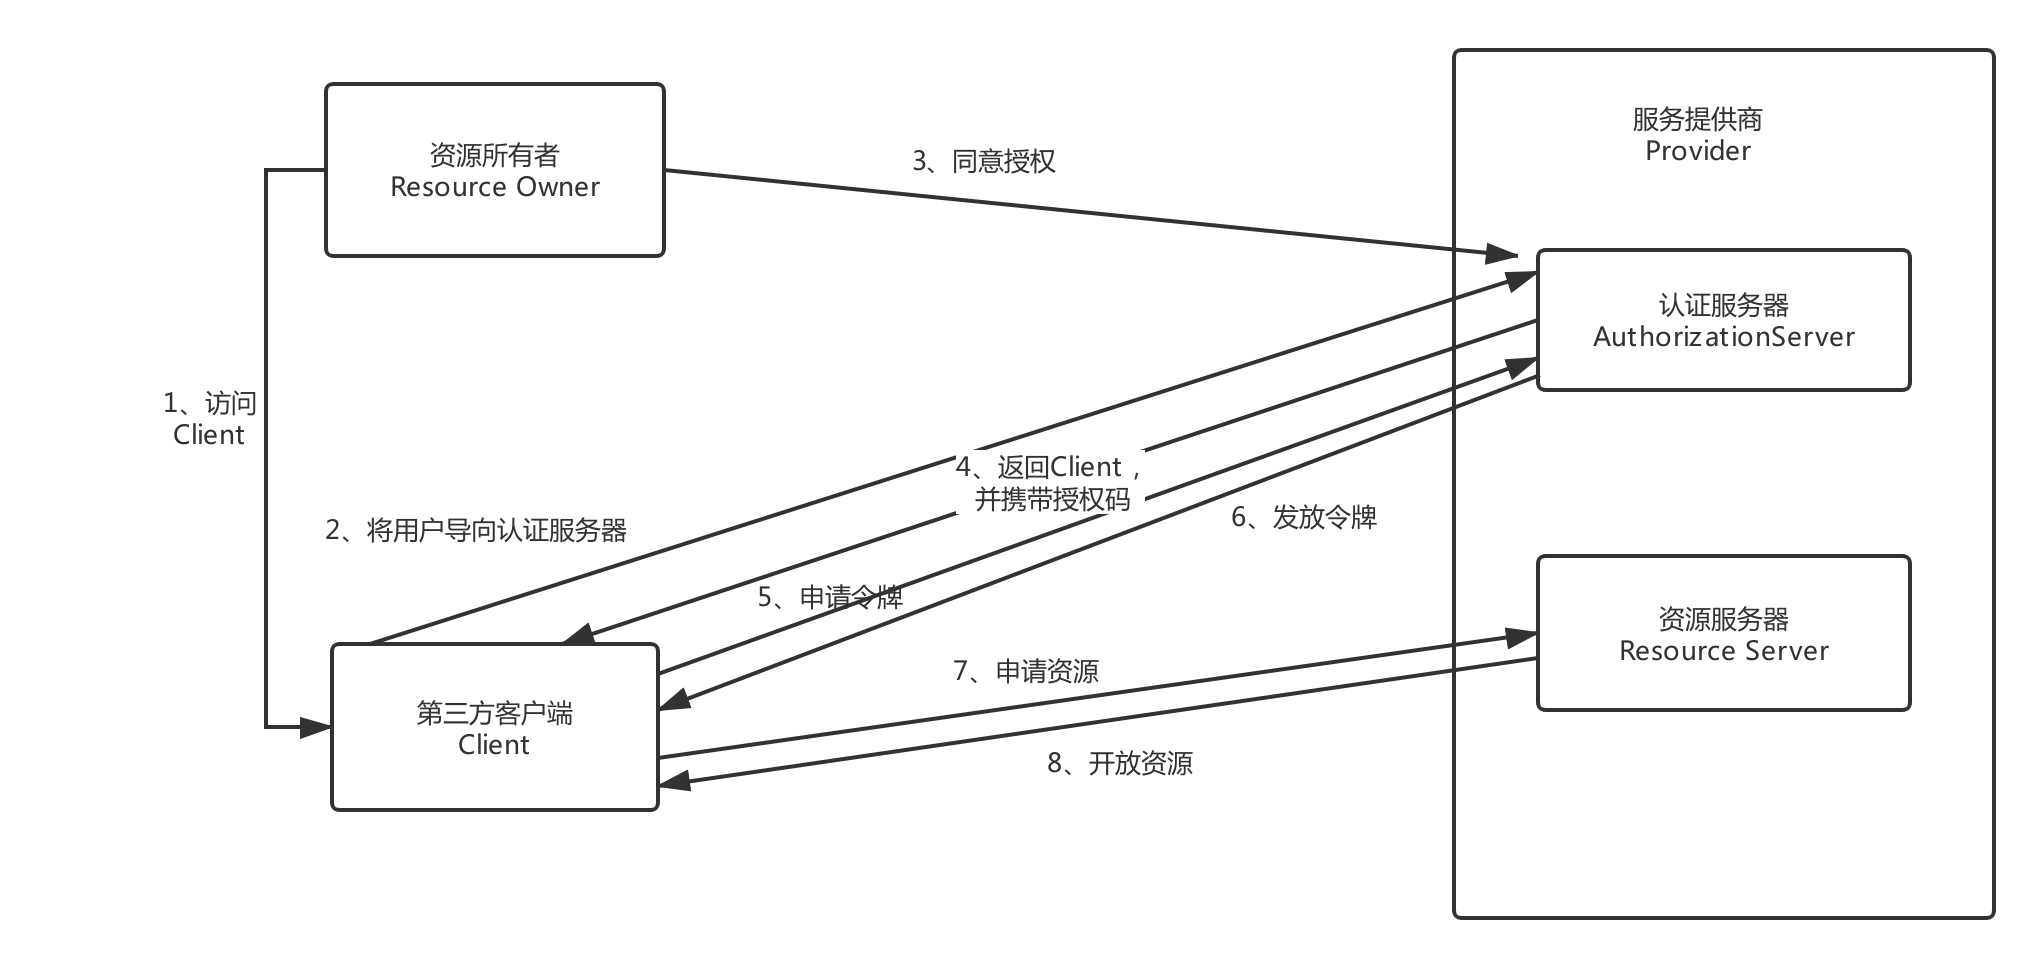 服务提供商
Provider
资源所有者
Resource Owner
3、同意授权
认证服务器
AuthorizationServer
1、访问
Client
4、返回Client，
并携带授权码
2、将用户导向认证服务器
6、发放令牌
5、申请令牌
资源服务器
Resource Server
7、申请资源
第三方客户端
Client
8、开放资源